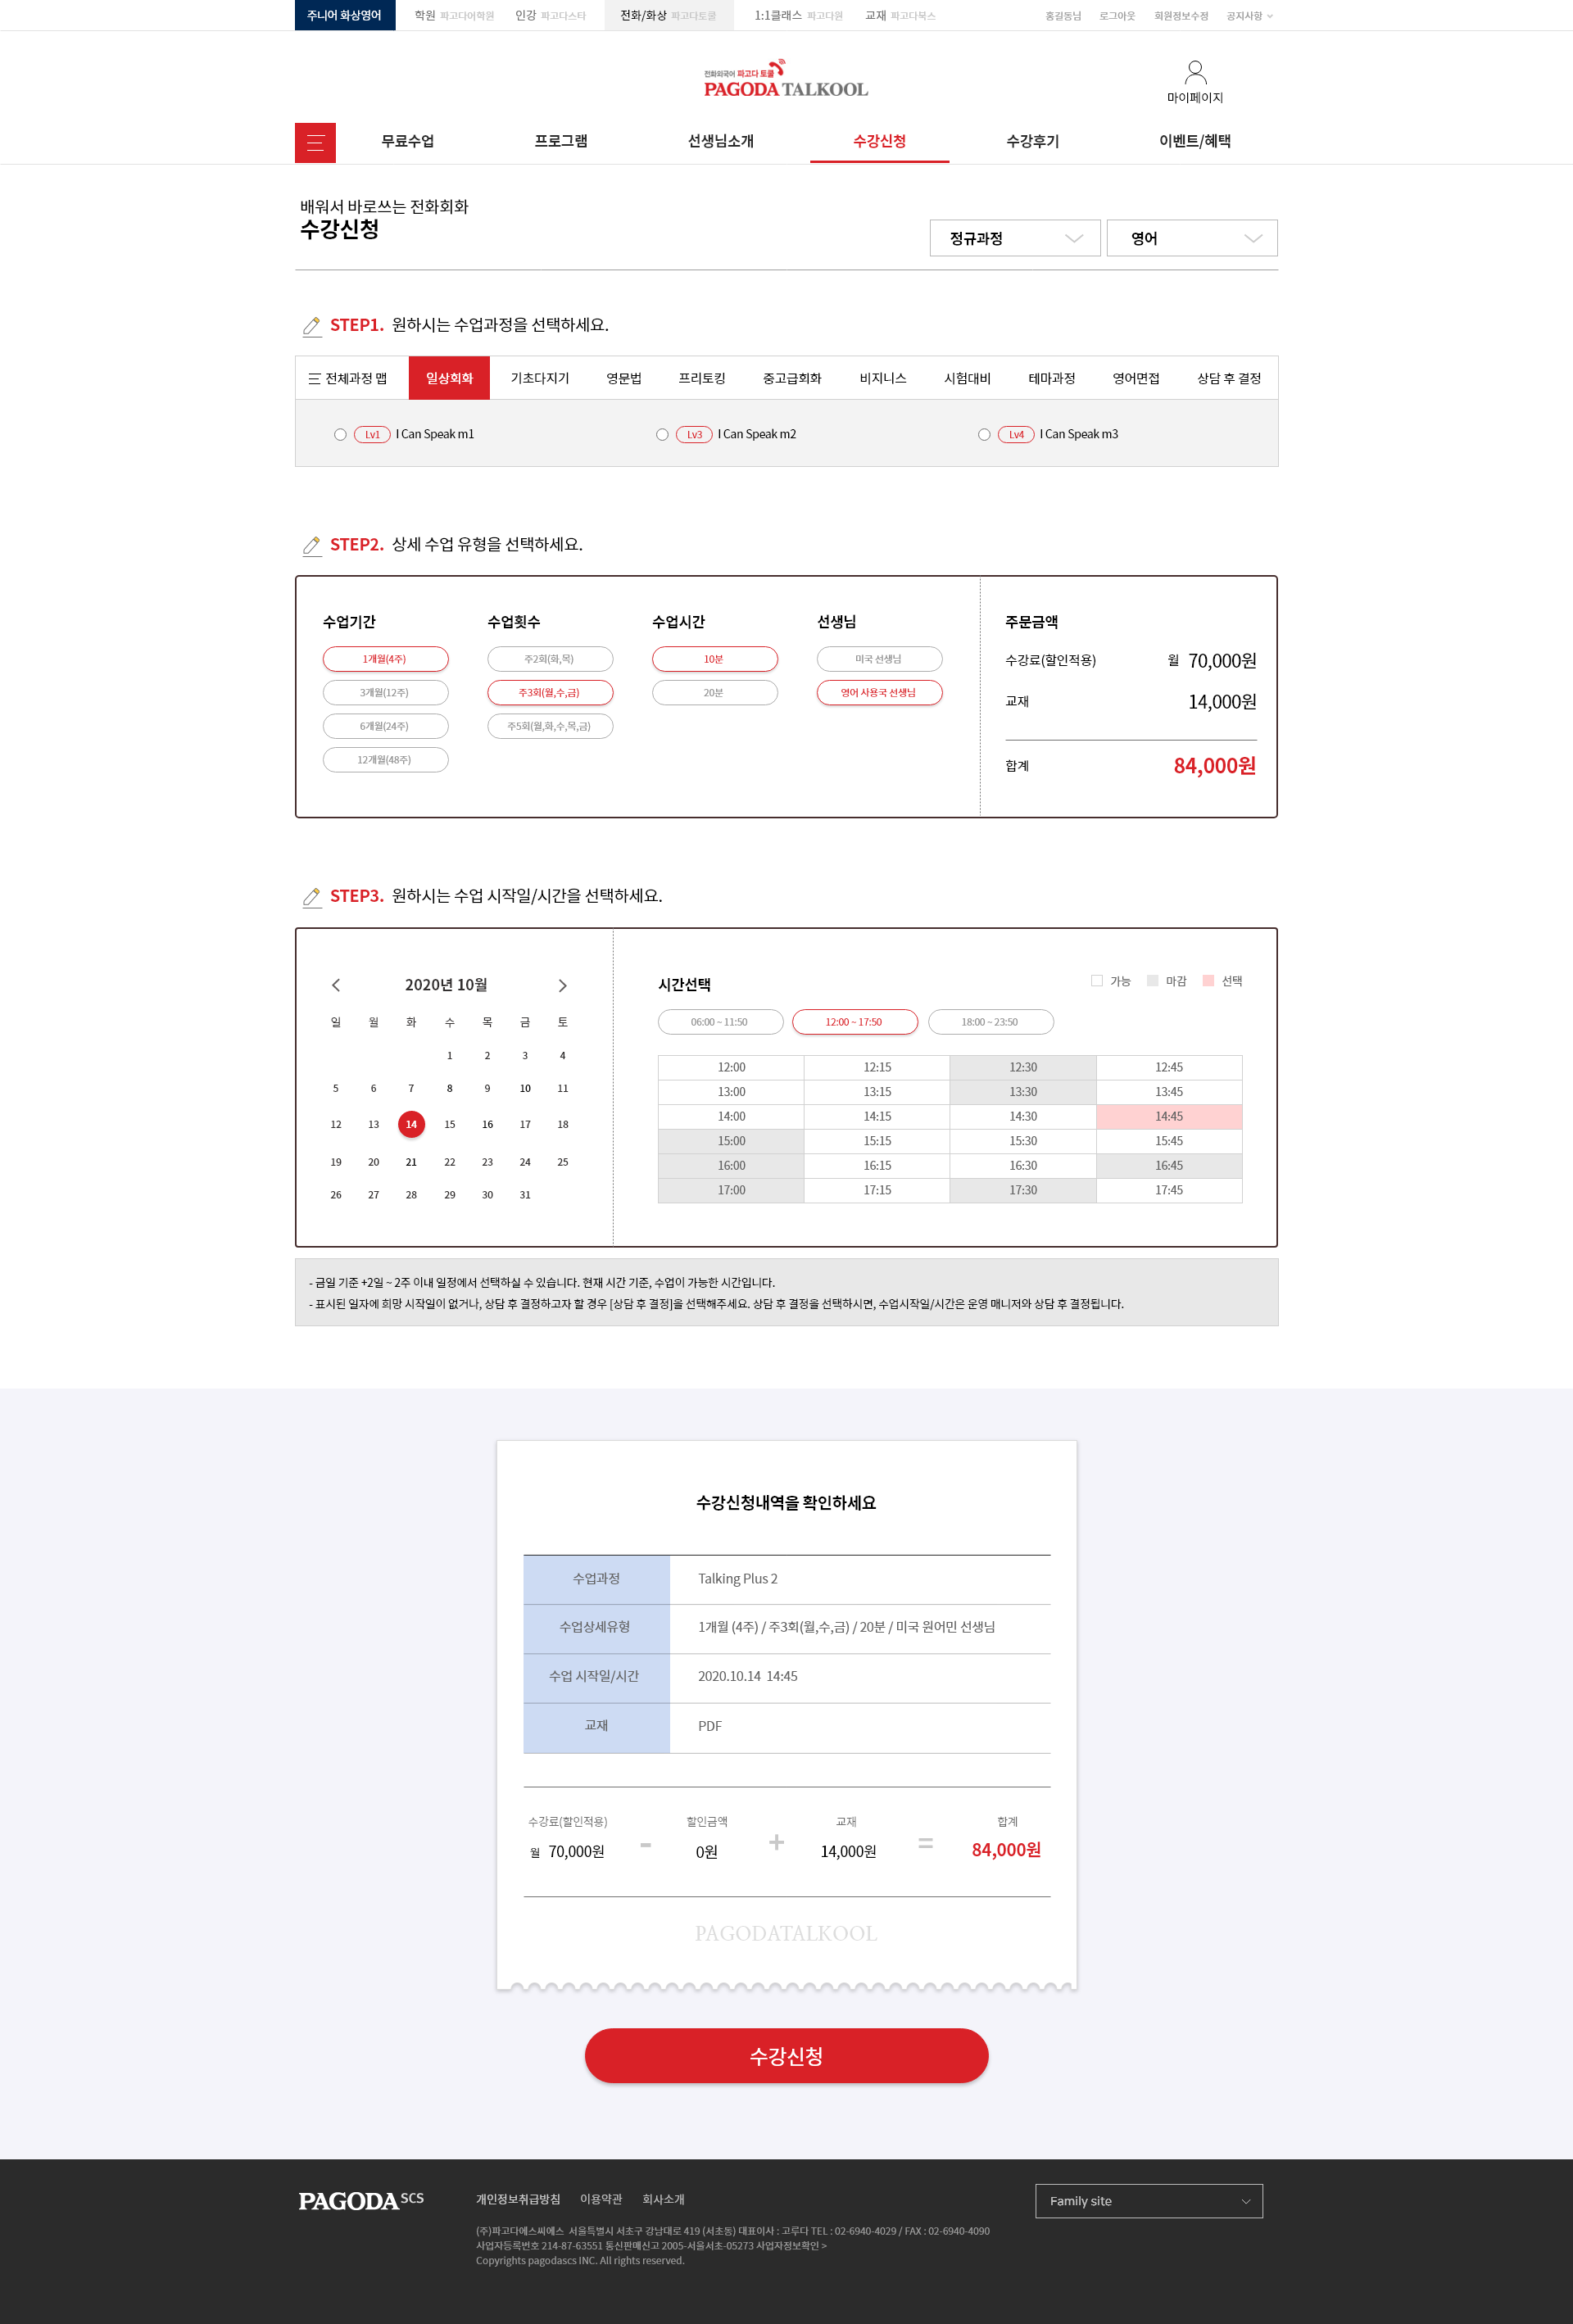 주니어 화상영어 학원 파고다어학원 인강 파고다스타 전화/화상 파고다토쿨 1:1클래스 파고다원 교재 파고다북스 홍길동님 로그아웃 회원정보수정 공지사항
전화외국어 파고다 토쿨
PAGODA TALKOOL
마이페이지
무료수업 프로그램 선생님소개 수강신청 수강후기 이벤트/혜택
배워서 바로쓰는 전화회화
수강신청
정규과정 영어
STEP1. 원하시는 수업과정을 선택하세요.
전체과정 맵 일상회화 기초다지기 영문법 프리토킹 중고급회화 비지니스 시험대비 테마과정 영어면접 상담 후 결정
Lv1 I Can Speak m1 Lv3 I Can Speak m2 Lv4 I Can Speak m3
STEP2. 상세 수업 유형을 선택하세요.
수업기간 수업횟수 수업시간 선생님 주문금액
1개월(4주) 주2회(화,목) 10분 미국 선생님 수강료(할인적용) 월 70,000원
3개월(12주) 주3회(월,수,금) 20분 영어 사용국 선생님 교재 14,000원
6개월(24주) 주5회(월,화,수,목,금)
12개월(48주) 합계 84,000원
STEP3. 원하시는 수업 시작일/시간을 선택하세요.
2020년 10월 시간선택 가능 마감 선택
일 월 화 수 목 금 토 06:00 ~ 11:50 12:00 ~ 17:50 18:00 ~ 23:50
1 2 3 4
5 6 7 8 9 10 11
12 13 14 15 16 17 18
19 20 21 22 23 24 25
26 27 28 29 30 31
12:00 12:15 12:30 12:45
13:00 13:15 13:30 13:45
14:00 14:15 14:30 14:45
15:00 15:15 15:30 15:45
16:00 16:15 16:30 16:45
17:00 17:15 17:30 17:45
- 금일 기준 +2일 ~ 2주 이내 일정에서 선택하실 수 있습니다. 현재 시간 기준, 수업이 가능한 시간입니다.
- 표시된 일자에 희망 시작일이 없거나, 상담 후 결정하고자 할 경우 [상담 후 결정]을 선택해주세요. 상담 후 결정을 선택하시면, 수업시작일/시간은 운영 매니저와 상담 후 결정됩니다.
수강신청내역을 확인하세요
수업과정 Talking Plus 2
수업상세유형 1개월 (4주) / 주3회(월,수,금) / 20분 / 미국 원어민 선생님
수업 시작일/시간 2020.10.14 14:45
교재 PDF
수강료(할인적용) 할인금액 교재 합계
월 70,000원 - 0원 + 14,000원 = 84,000원
PAGODATALKOOL
수강신청
PAGODA SCS 개인정보취급방침 이용약관 회사소개 Family site
(주)파고다에스씨에스 서울특별시 서초구 강남대로 419 (서초동) 대표이사 : 고루다 TEL : 02-6940-4029 / FAX : 02-6940-4090
사업자등록번호 214-87-63551 통신판매신고 2005-서울서초-05273 사업자정보확인 >
Copyrights pagodascs INC. All rights reserved.